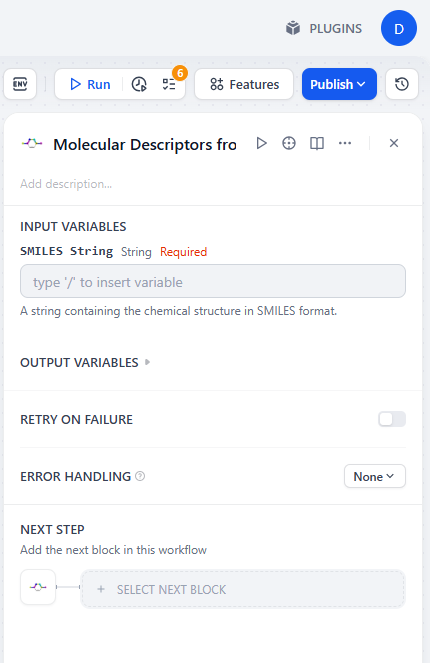 PLUGINS
D
ENV
Run
6
Features
Publish
Molecular Descriptors fro
Add description...
INPUT VARIABLES
SMILES String String Required
type '/' to insert variable
A string containing the chemical structure in SMILES format.
OUTPUT VARIABLES
RETRY ON FAILURE
ERROR HANDLING
None
NEXT STEP
Add the next block in this workflow
+ SELECT NEXT BLOCK